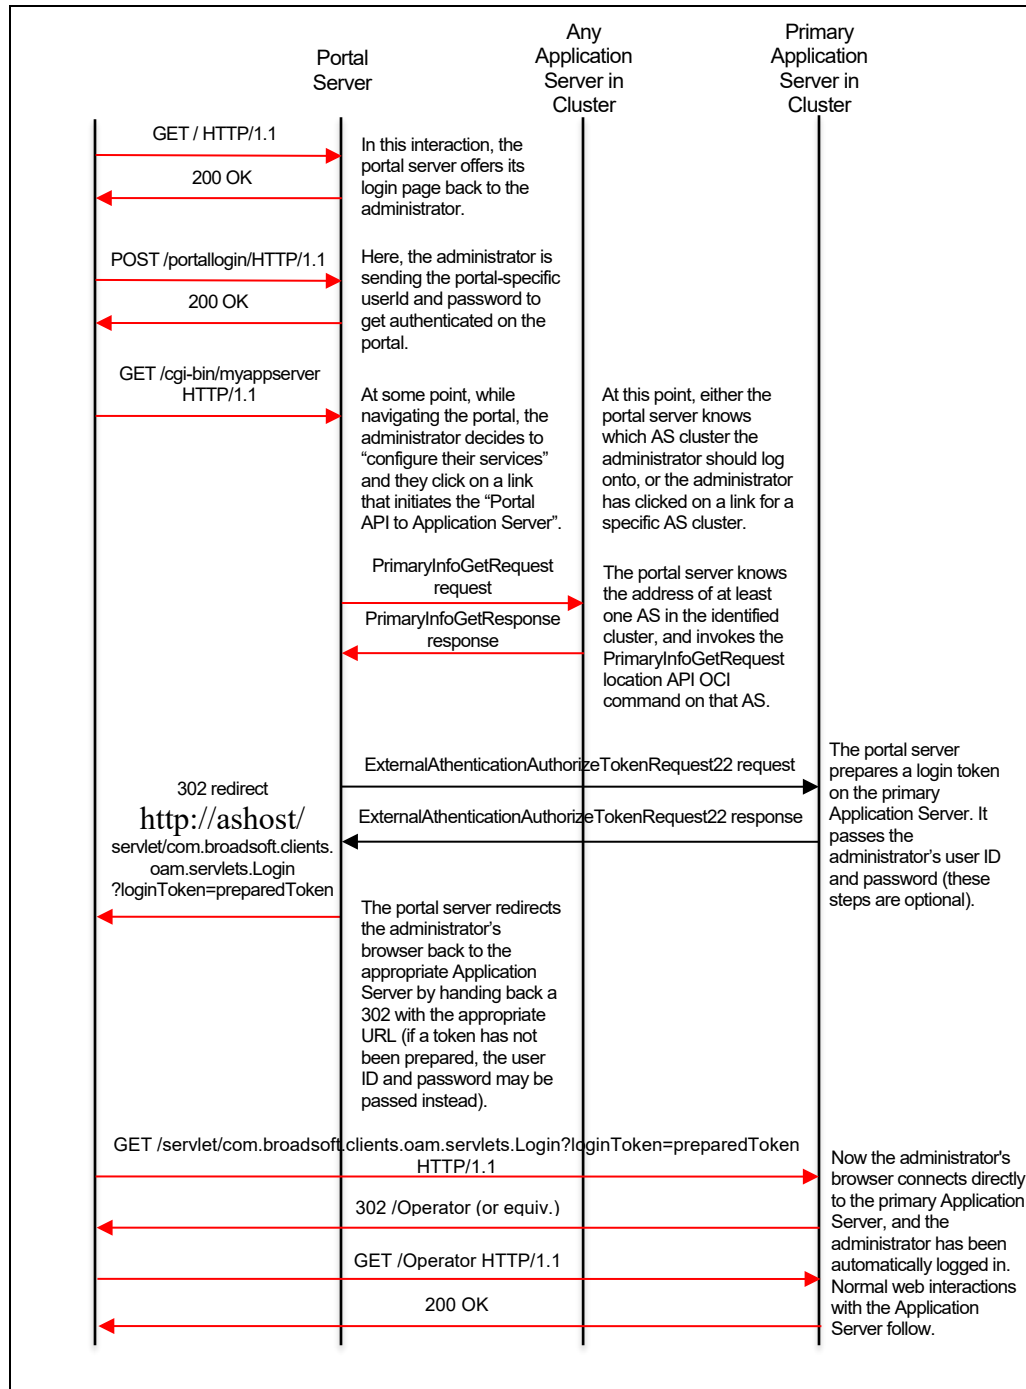 Portal
Server
Any
Application
Server in
Cluster
Primary
Application
Server in
Cluster
GET / HTTP/1.1
200 OK
In this interaction, the
portal server offers its
login page back to the
administrator.
POST /portallogin/HTTP/1.1
200 OK
Here, the administrator is
sending the portal-specific
userId and password to
get authenticated on the
portal.
GET /cgi-bin/myappserver
HTTP/1.1
At some point, while
navigating the portal, the
administrator decides to
“configure their services”
and they click on a link
that initiates the “Portal
API to Application Server”.
At this point, either the
portal server knows
which AS cluster the
administrator should log
onto, or the administrator
has clicked on a link for a
specific AS cluster.
PrimaryInfoGetRequest
request
PrimaryInfoGetResponse
response
The portal server knows
the address of at least
one AS in the identified
cluster, and invokes the
PrimaryInfoGetRequest
location API OCI
command on that AS.
ExternalAthenticationAuthorizeTokenRequest22 request
ExternalAthenticationAuthorizeTokenRequest22 response
The portal server
prepares a login token
on the primary
Application Server. It
passes the
administrator’s user ID
and password (these
steps are optional).
302 redirect
http://ashost/
servlet/com.broadsoft.clients.
oam.servlets.Login
?loginToken=preparedToken
The portal server redirects
the administrator’s
browser back to the
appropriate Application
Server by handing back a
302 with the appropriate
URL (if a token has not
been prepared, the user
ID and password may be
passed instead).
GET /servlet/com.broadsoft.clients.oam.servlets.Login?loginToken=preparedToken
HTTP/1.1
302 /Operator (or equiv.)
GET /Operator HTTP/1.1
200 OK
Now the administrator's
browser connects directly
to the primary Application
Server, and the
administrator has been
automatically logged in.
Normal web interactions
with the Application
Server follow.